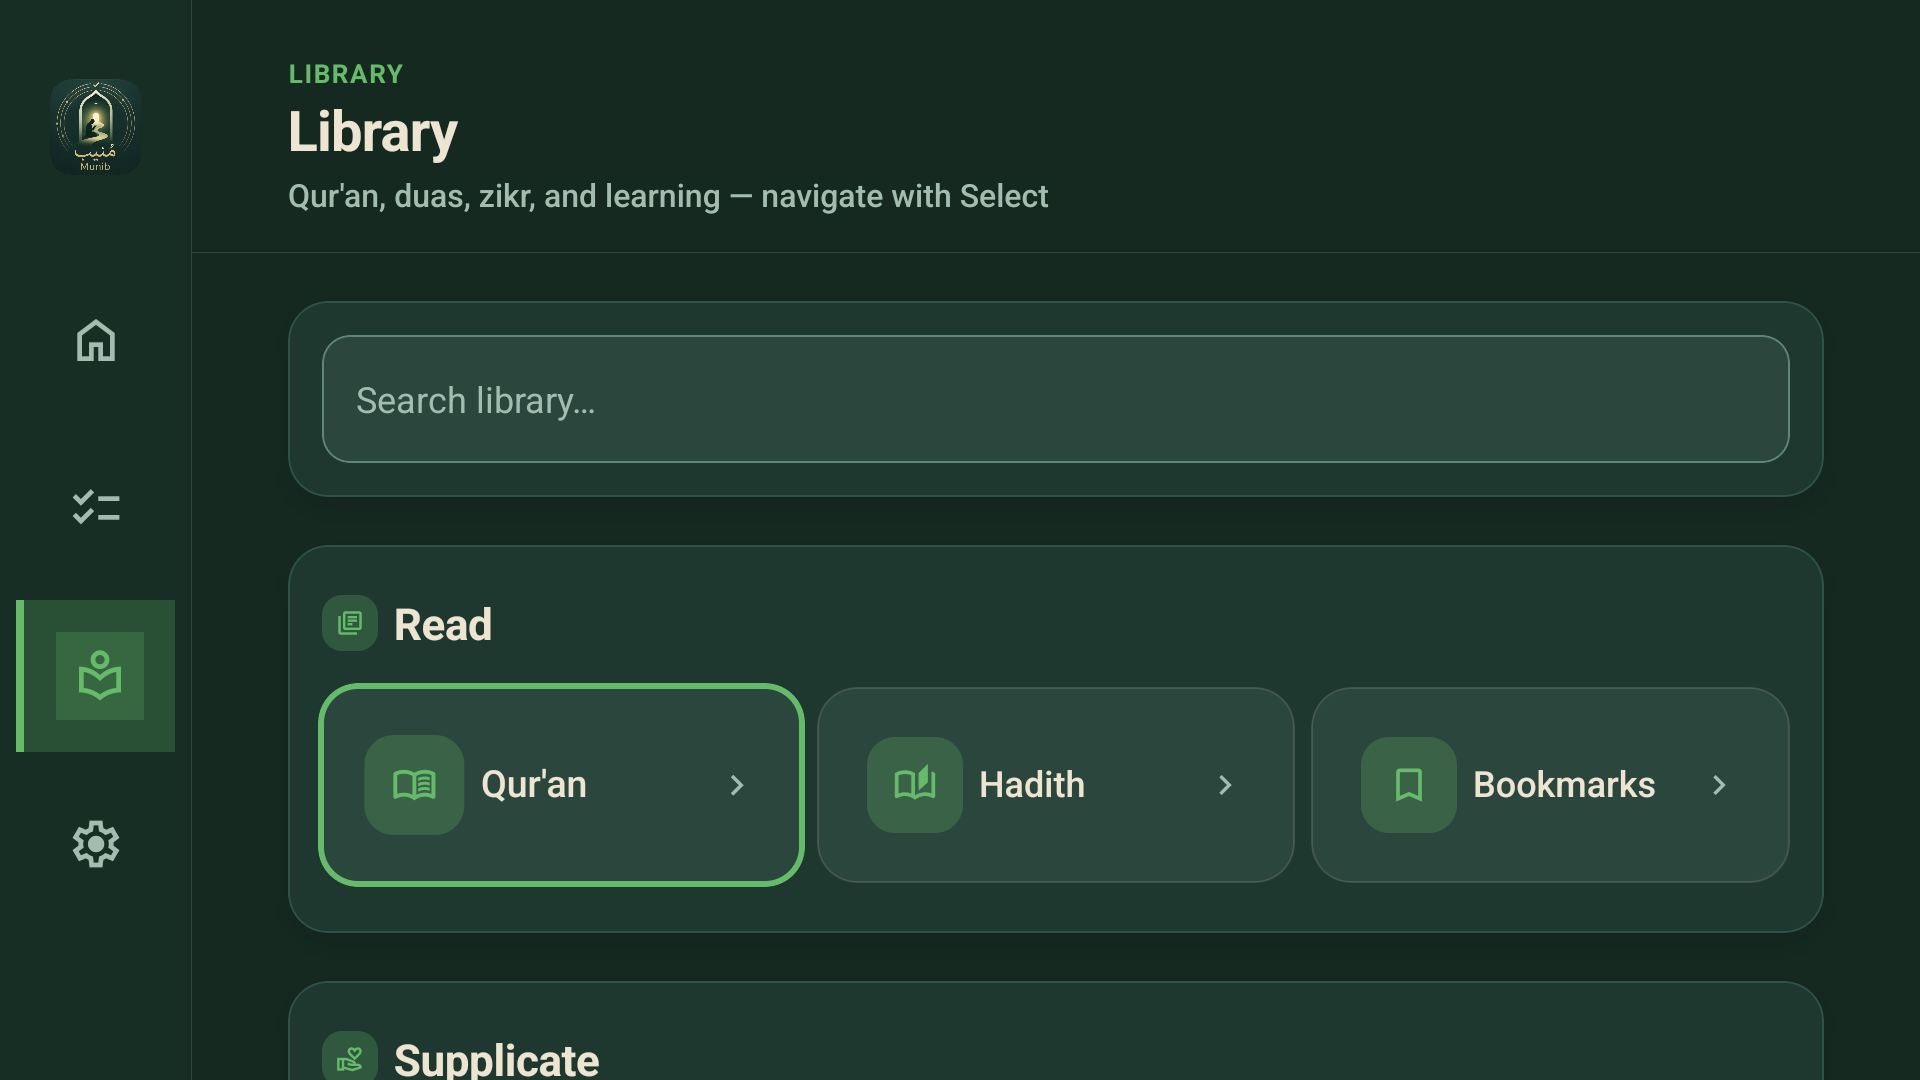 مُنيب
Munib
LIBRARY
Library
Qur'an, duas, zikr, and learning — navigate with Select
Search library...
Read
Qur'an
Hadith
Bookmarks
Supplicate